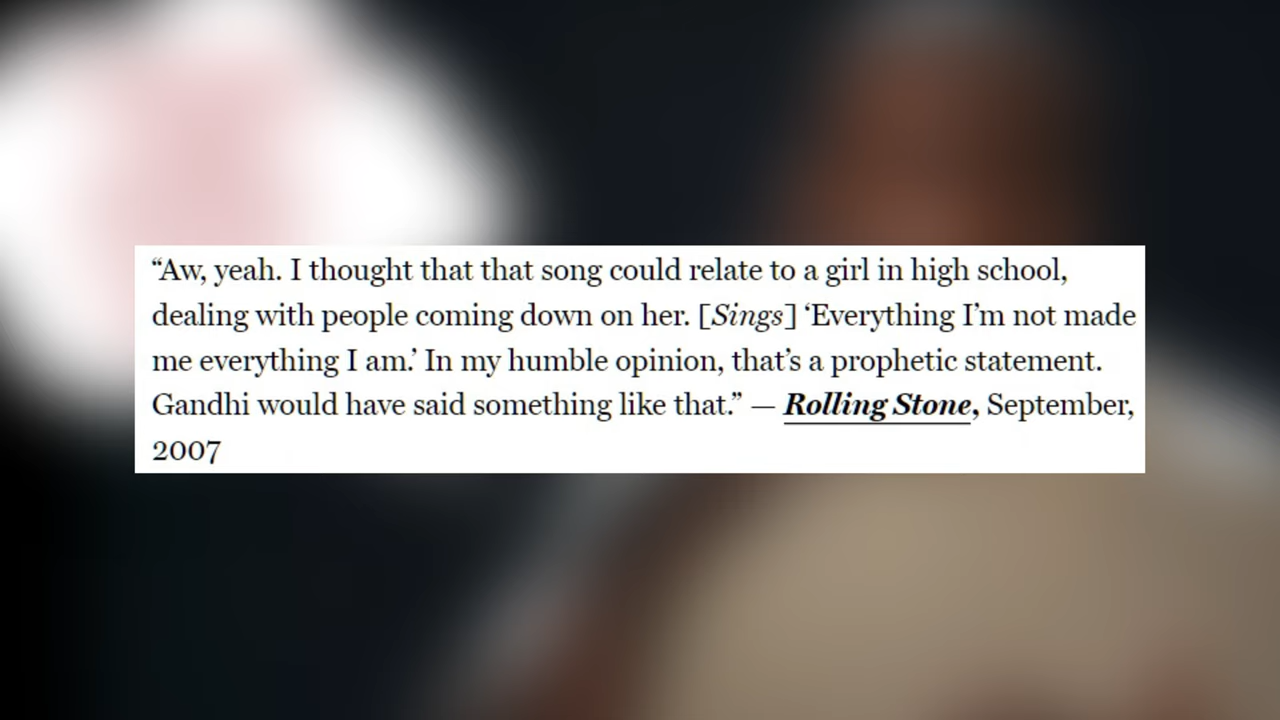 “Aw, yeah. I thought that that song could relate to a girl in high school,
dealing with people coming down on her. [Sings] ‘Everything I’m not made
me everything I am.’ In my humble opinion, that’s a prophetic statement.
Gandhi would have said something like that.” — Rolling Stone, September,
2007